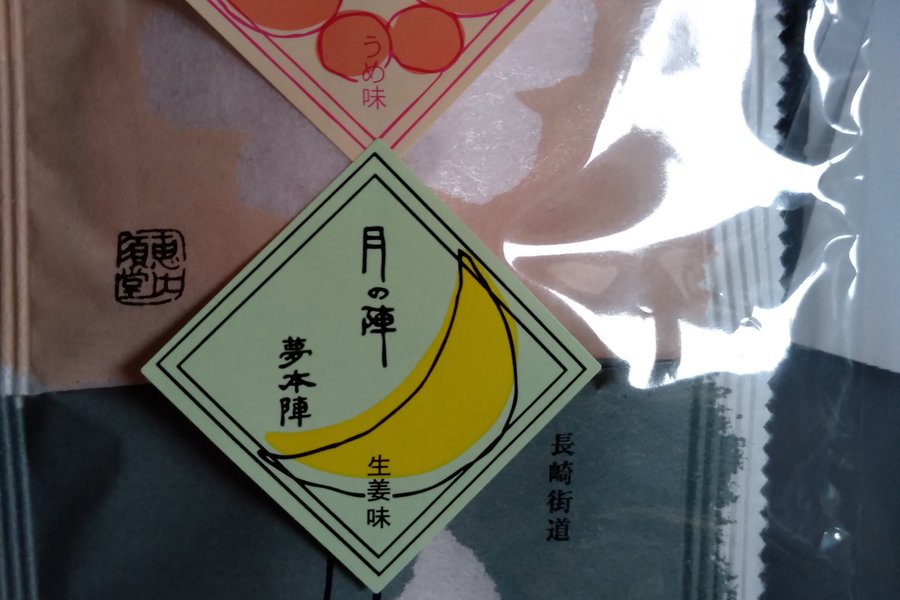 うめ味
月の陣
夢本陣
生姜味
長崎街道